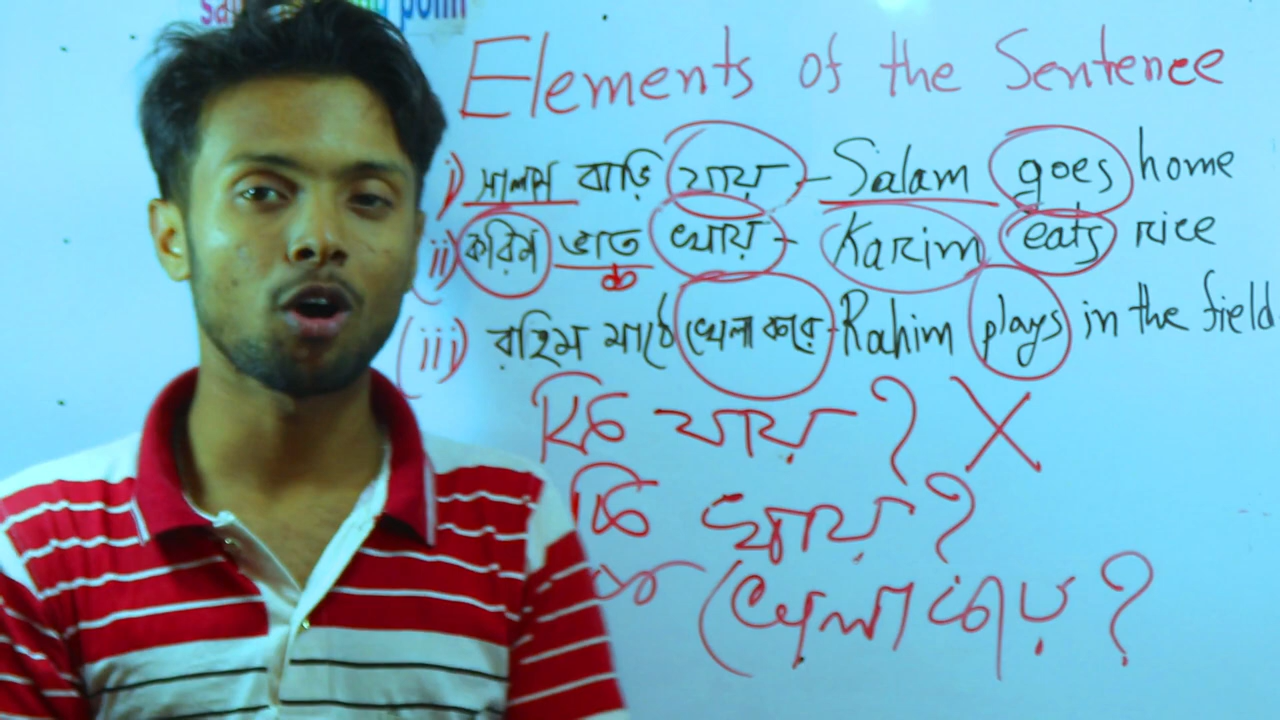 Elements of the Sentence
i) সালাম বাড়ি যায় - Salam goes home
ii) করিম ভাত খায় - Karim eats rice
(iii) রহিম মাঠে খেলা করে - Rahim plays in the field
কি যায় ? X
কি খায় ?
খেলা করে ?